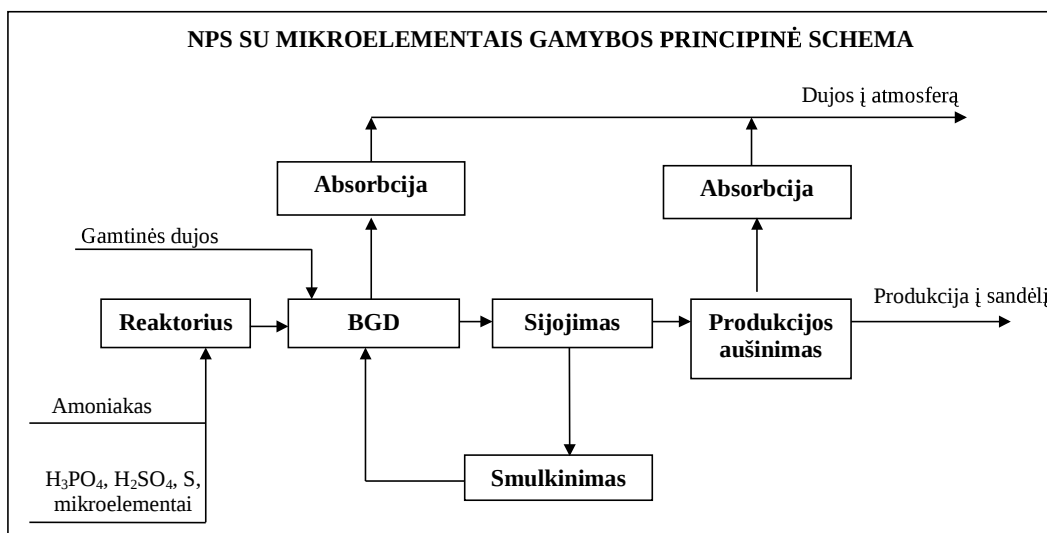 NPS SU MIKROELEMENTAIS GAMYBOS PRINCIPINĖ SCHEMA
Dujos į atmosferą
Absorbcija
Absorbcija
Gamtinės dujos
Produkcija į sandėlį
Reaktorius
BGD
Sijojimas
Produkcijos
aušinimas
Amoniakas
H₃PO₄, H₂SO₄, S,
mikroelementai
Smulkinimas